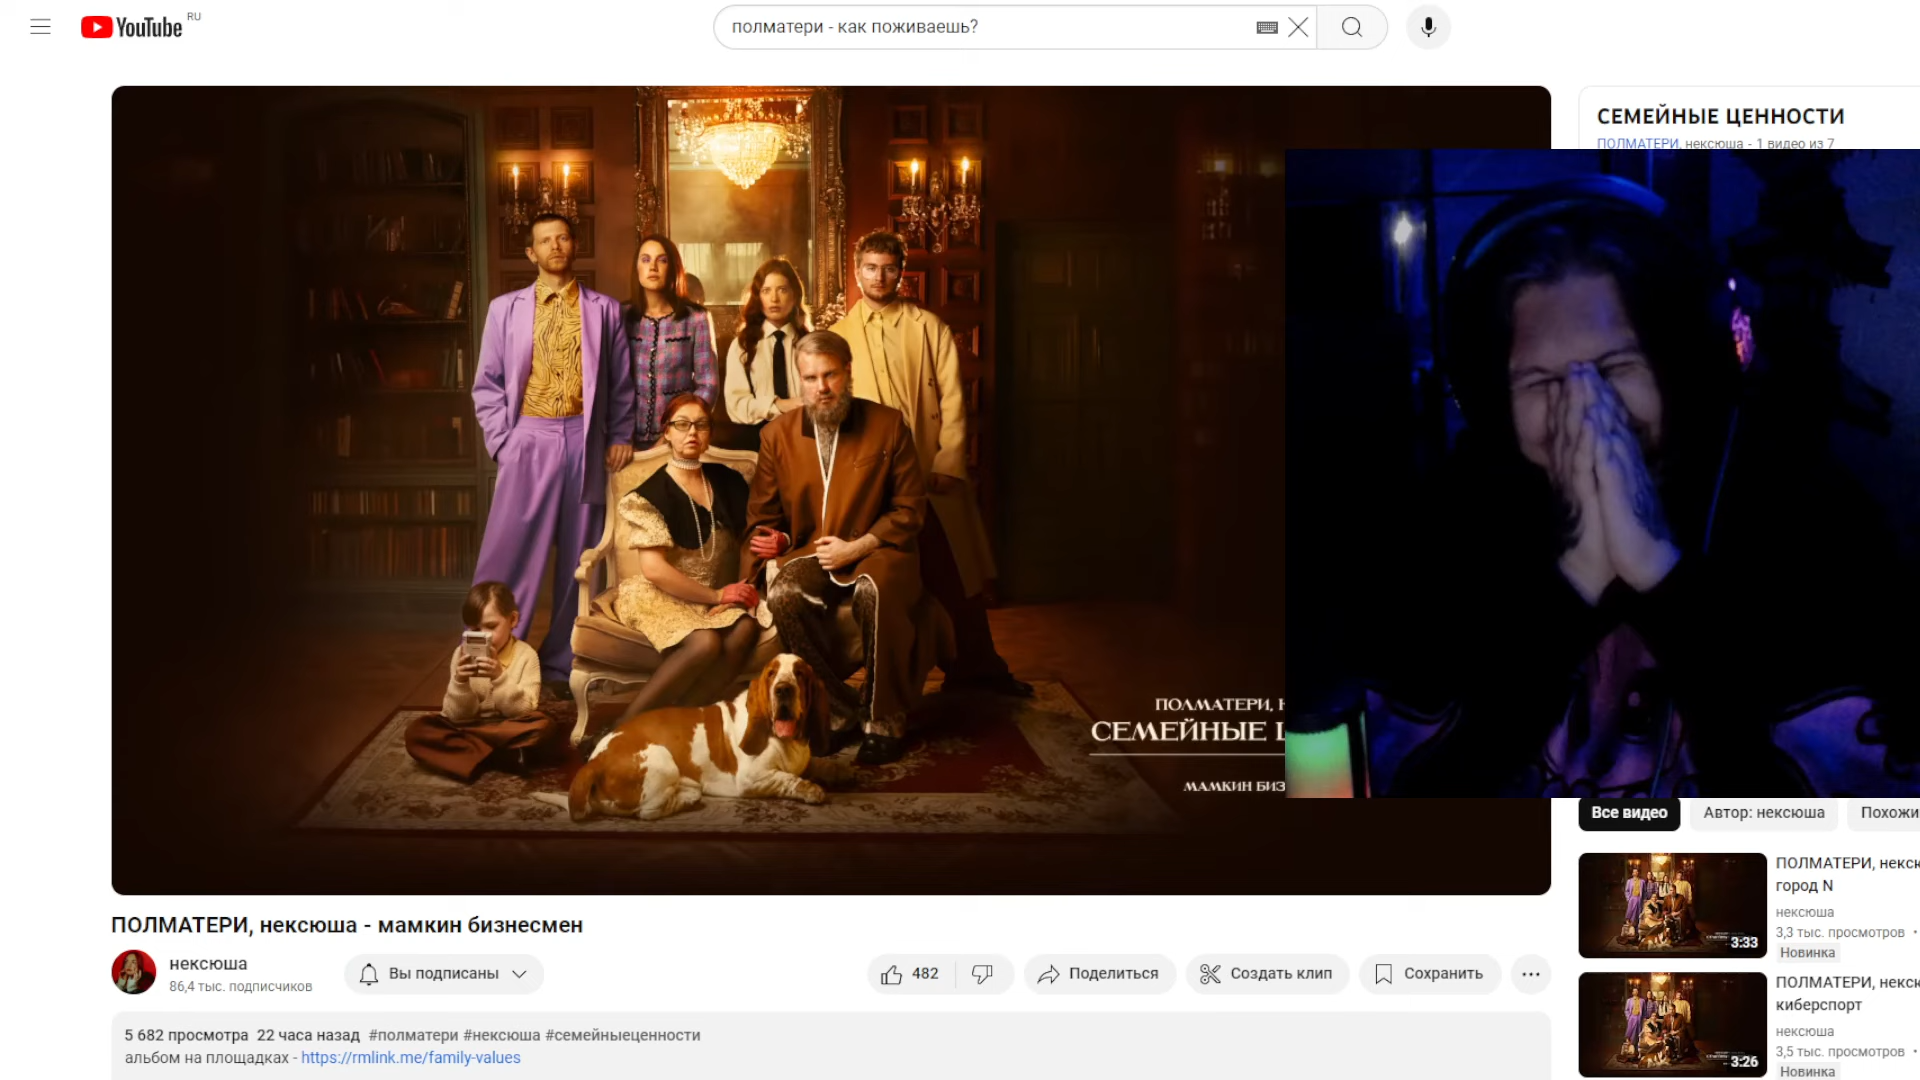 YouTube RU
полматери - как поживаешь?
СЕМЕЙНЫЕ ЦЕННОСТИ
ПОЛМАТЕРИ, нексюша - 1 видео из 7
ПОЛМАТЕРИ,
СЕМЕЙНЫЕ
МАМКИН БИЗ
Все видео
Автор: нексюша
Похожи
ПОЛМАТЕРИ, нексю
город N
нексюша
3,3 тыс. просмотров •
Новинка
3:33
ПОЛМАТЕРИ, нексю
киберспорт
нексюша
3,5 тыс. просмотров •
Новинка
3:26
ПОЛМАТЕРИ, нексюша - мамкин бизнесмен
нексюша
86,4 тыс. подписчиков
Вы подписаны
482
Поделиться
Создать клип
Сохранить
5 682 просмотра 22 часа назад #полматери #нексюша #семейныеценности
альбом на площадках - https://rmlink.me/family-values